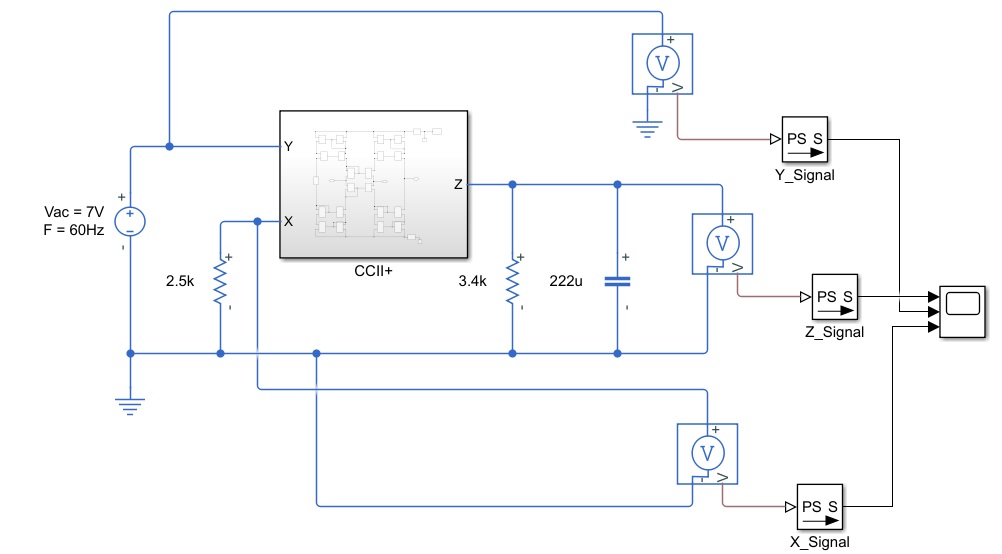 V
PS S
Y_Signal
Y
Z
X
CCII+
Vac = 7V
F = 60Hz
2.5k
3.4k
222u
V
PS S
Z_Signal
V
PS S
X_Signal